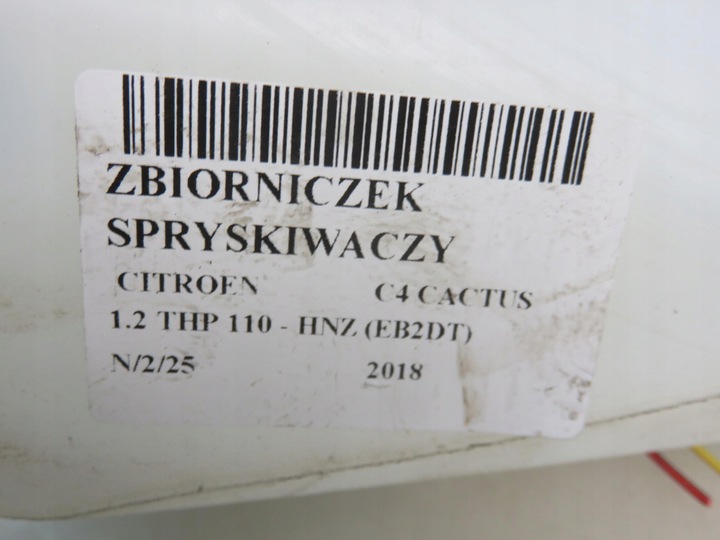 ZBIORNICZEK
SPRYSKIWACZY
CITROEN C4 CACTUS
1.2 THP 110 - HNZ (EB2DT)
N/2/25 2018